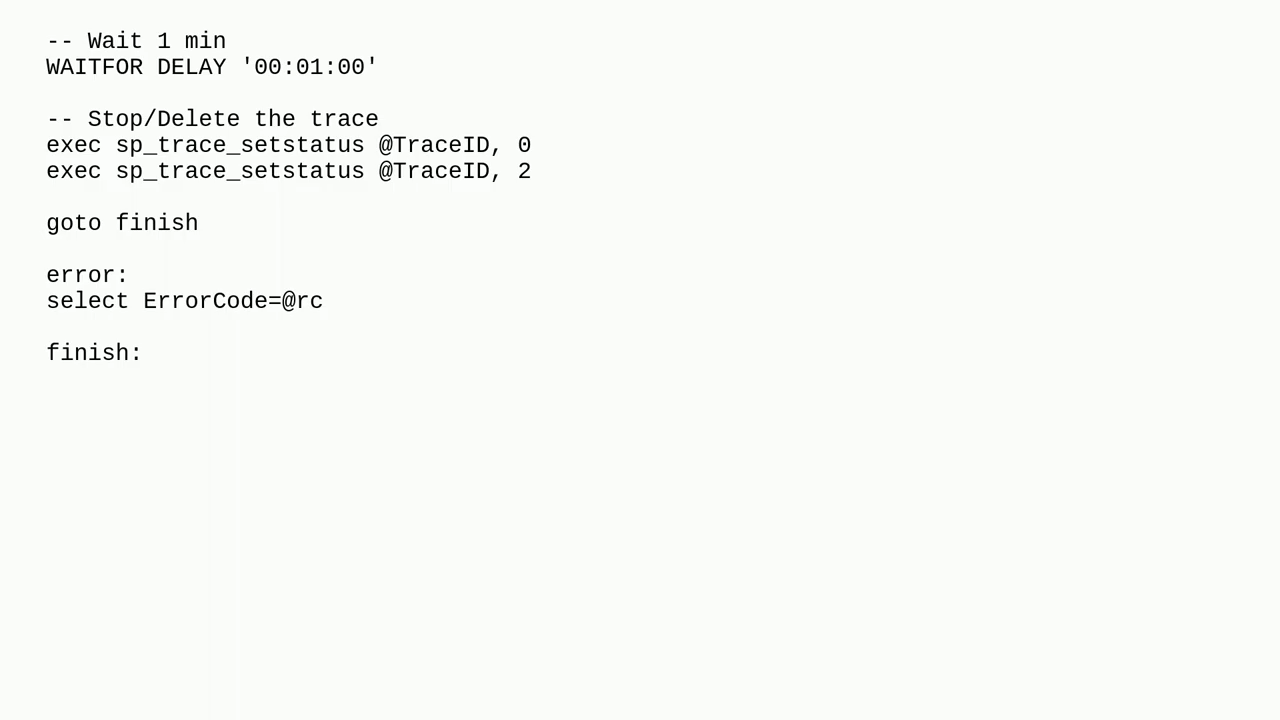 -- Wait 1 min
WAITFOR DELAY '00:01:00'
-- Stop/Delete the trace
exec sp_trace_setstatus @TraceID, 0
exec sp_trace_setstatus @TraceID, 2
goto finish
error:
select ErrorCode=@rc
finish: